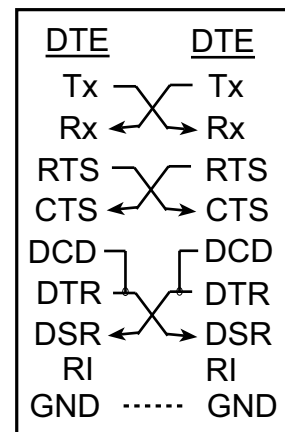 DTE DTE
Tx Tx
Rx Rx
RTS RTS
CTS CTS
DCD DCD
DTR DTR
DSR DSR
RI RI
GND GND